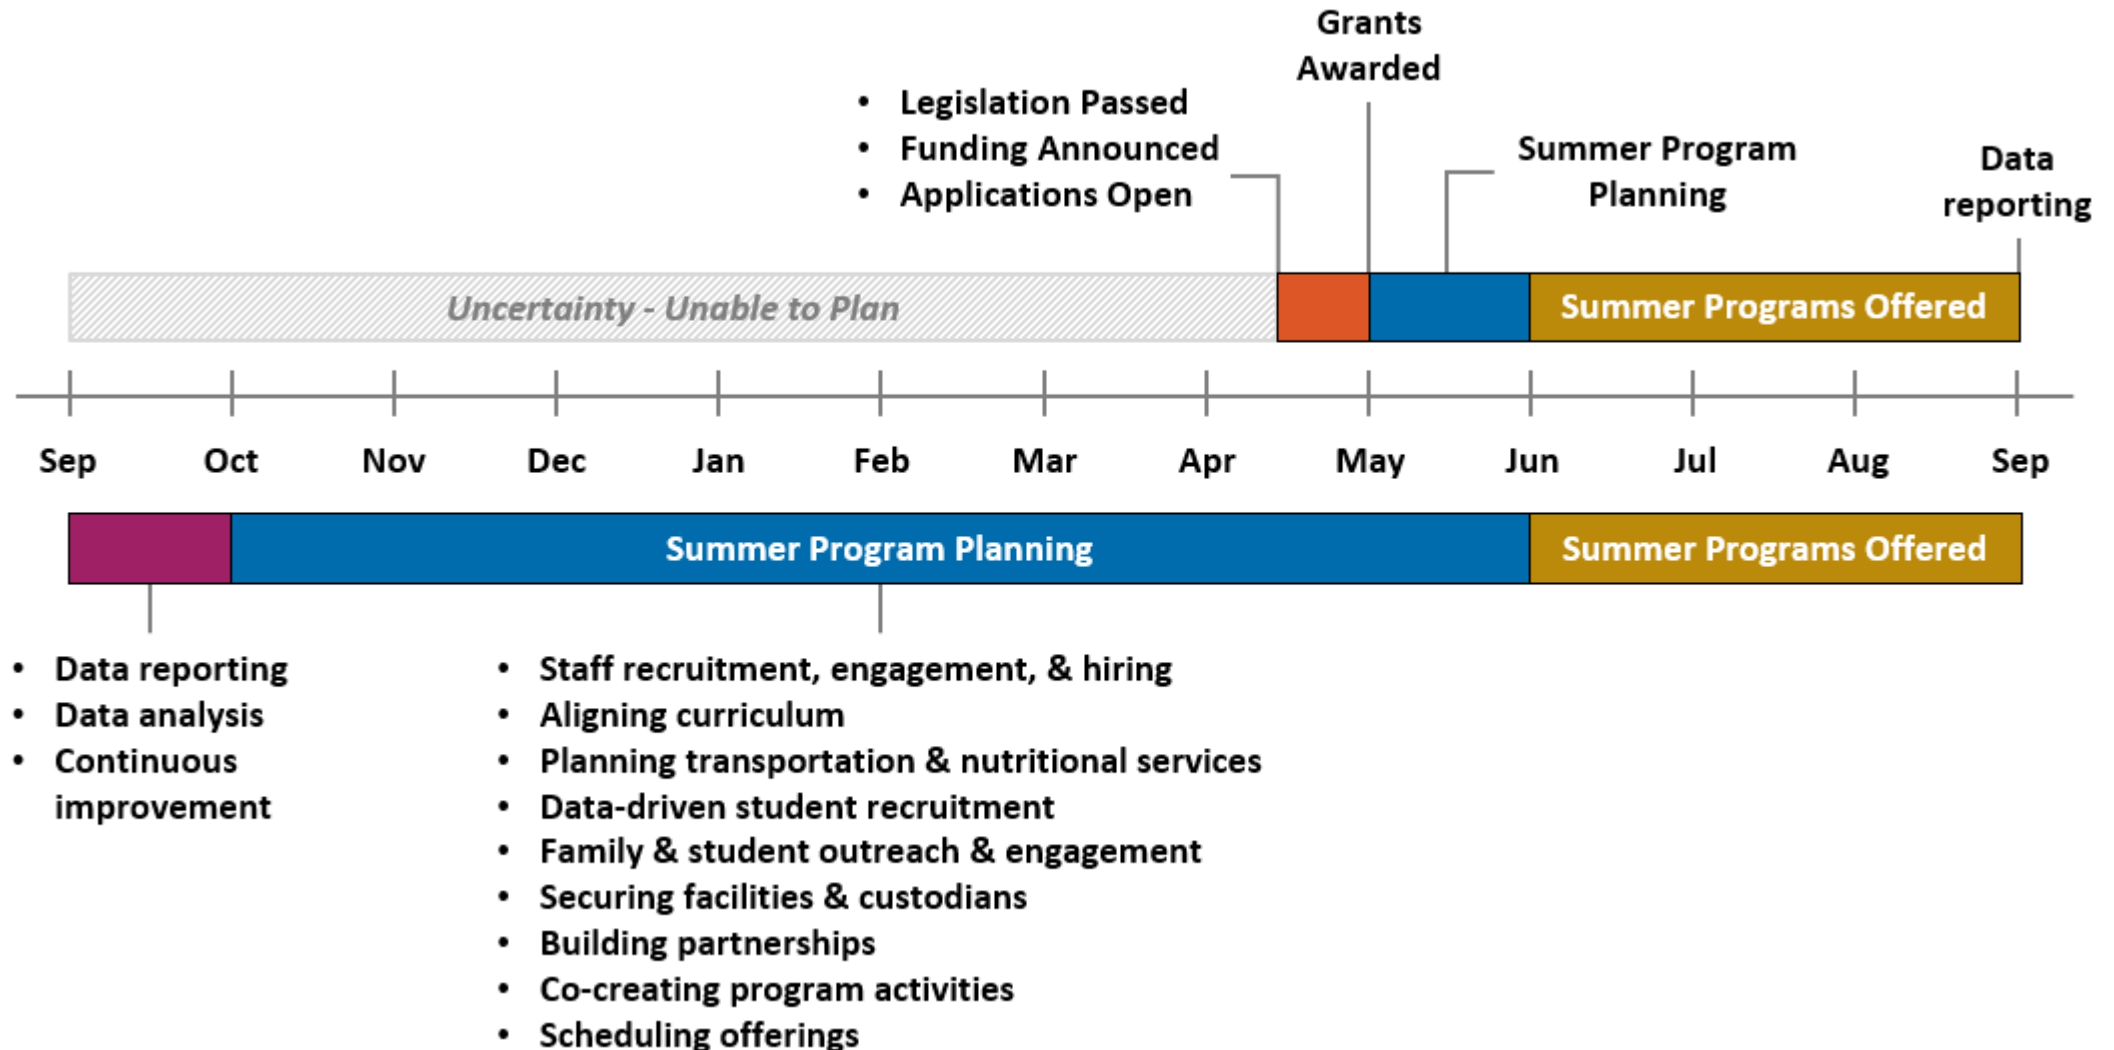 Grants
Awarded
• Legislation Passed
• Funding Announced
• Applications Open
Summer Program
Planning
Data
reporting
Uncertainty - Unable to Plan
Summer Programs Offered
Sep Oct Nov Dec Jan Feb Mar Apr May Jun Jul Aug Sep
Summer Program Planning
Summer Programs Offered
• Data reporting
• Data analysis
• Continuous
improvement
• Staff recruitment, engagement, & hiring
• Aligning curriculum
• Planning transportation & nutritional services
• Data-driven student recruitment
• Family & student outreach & engagement
• Securing facilities & custodians
• Building partnerships
• Co-creating program activities
• Scheduling offerings